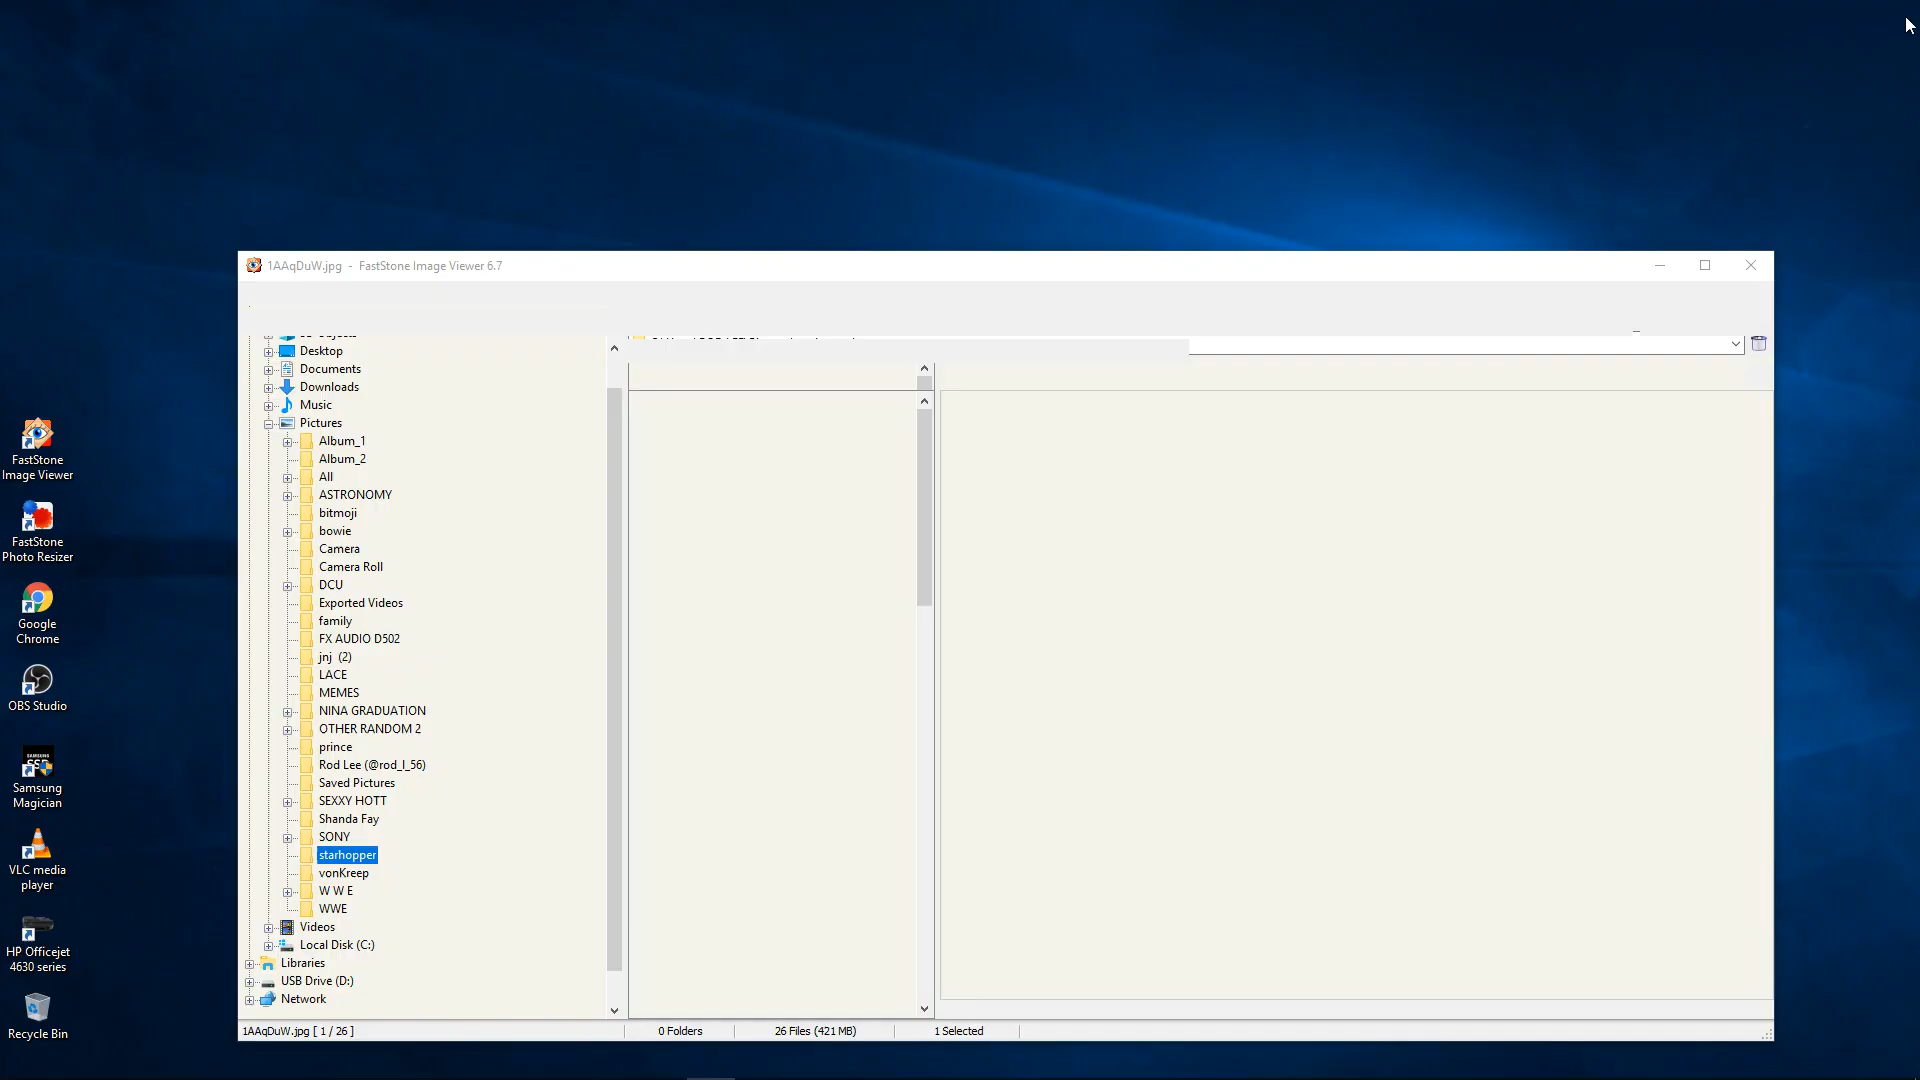 1AAqDuW.jpg - FastStone Image Viewer 6.7
Desktop
Documents
Downloads
Music
Pictures
Album_1
Album_2
All
ASTRONOMY
bitmoji
bowie
Camera
Camera Roll
DCU
Exported Videos
family
FX AUDIO D502
jnj (2)
LACE
MEMES
NINA GRADUATION
OTHER RANDOM 2
prince
Rod Lee (@rod_l_56)
Saved Pictures
SEXXY HOTT
Shanda Fay
SONY
starhopper
vonKreep
W W E
WWE
Videos
Local Disk (C:)
Libraries
USB Drive (D:)
Network
1AAqDuW.jpg [ 1 / 26 ]
0 Folders
26 Files (421 MB)
1 Selected
FastStone
Image Viewer
FastStone
Photo Resizer
Google
Chrome
OBS Studio
SAMSUNG
SSD
Samsung
Magician
VLC media
player
HP Officejet
4630 series
Recycle Bin